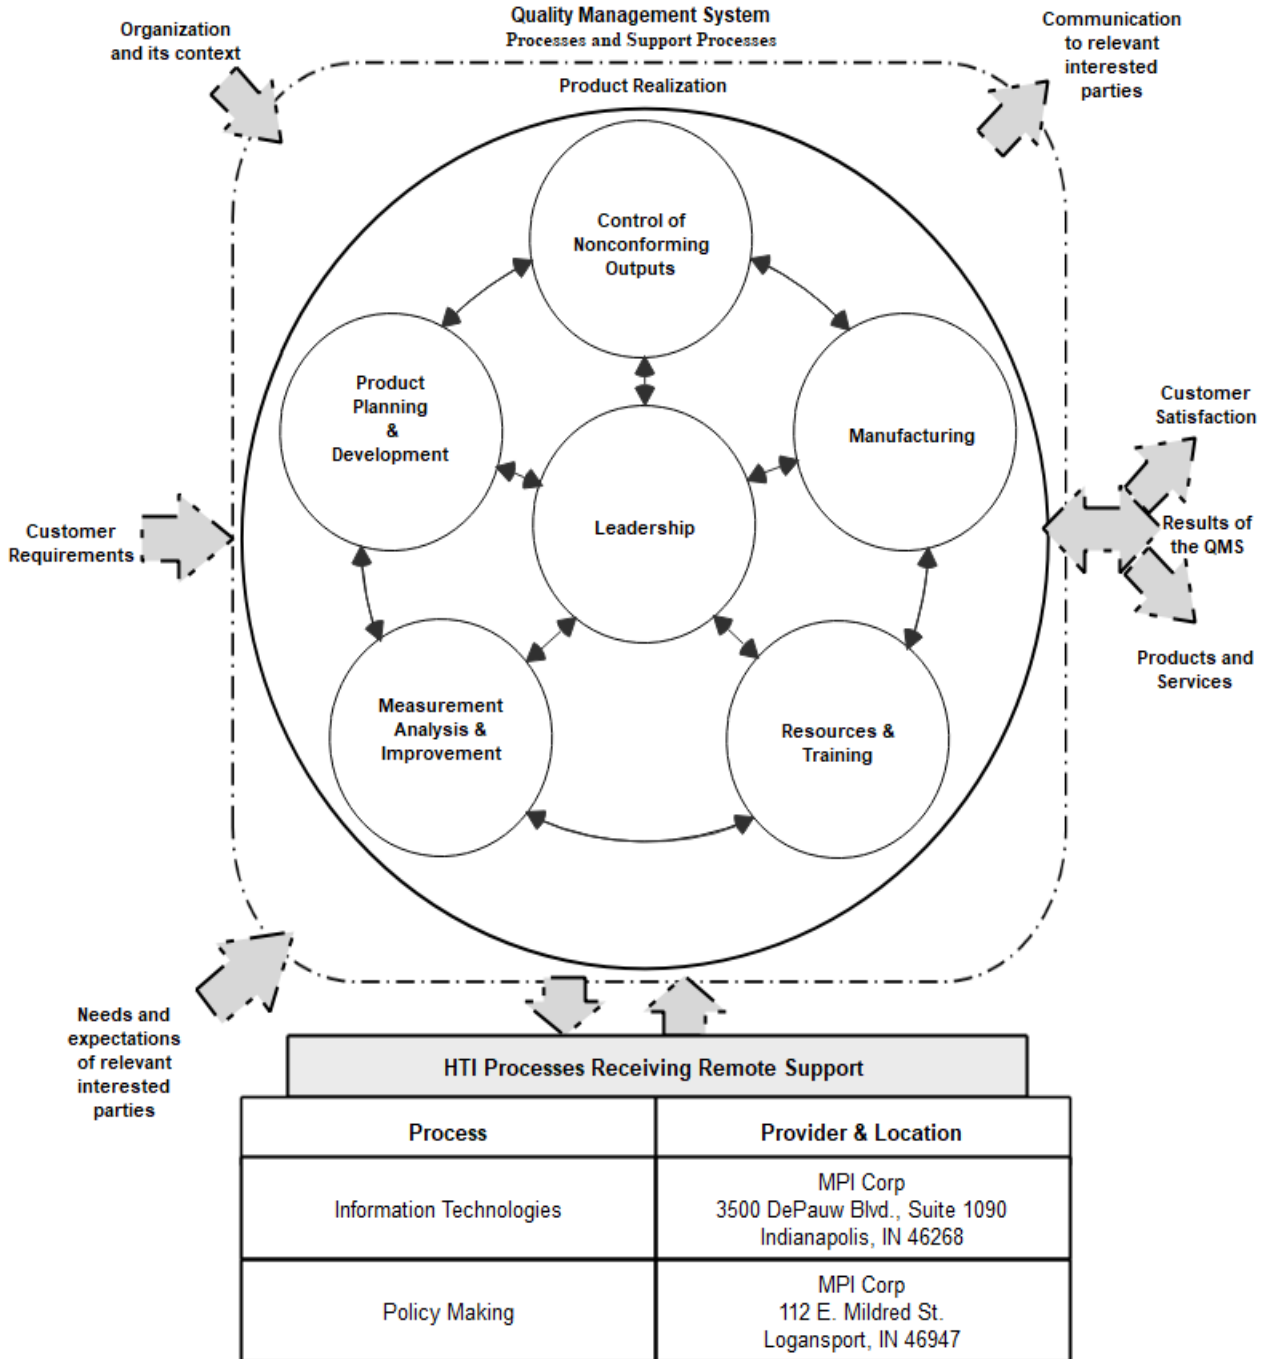 Quality Management System
Processes and Support Processes
Organization
and its context
Communication
to relevant
interested
parties
Product Realization
Control of
Nonconforming
Outputs
Product
Planning
&
Development
Manufacturing
Leadership
Customer
Satisfaction
Customer
Requirements
Results of
the QMS
Products and
Services
Measurement
Analysis &
Improvement
Resources &
Training
Needs and
expectations
of relevant
interested
parties
HTI Processes Receiving Remote Support
Process
Provider & Location
Information Technologies
MPI Corp
3500 DePauw Blvd., Suite 1090
Indianapolis, IN 46268
Policy Making
MPI Corp
112 E. Mildred St.
Logansport, IN 46947